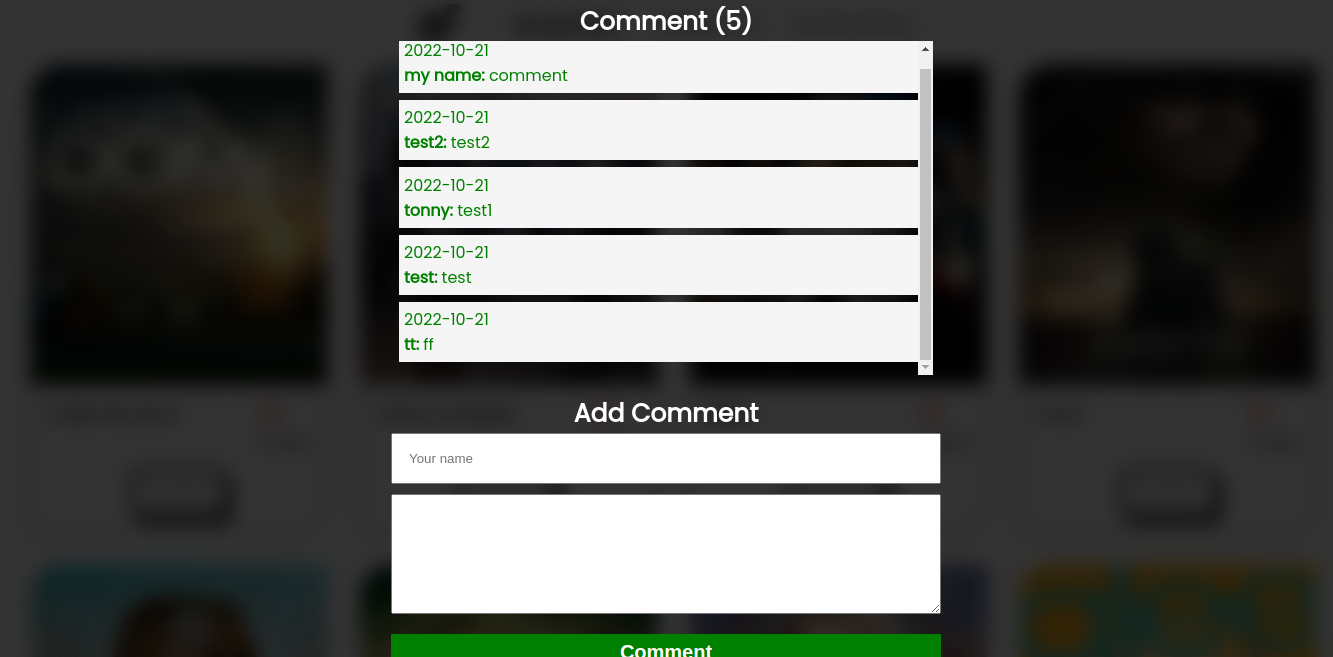 Comment (5)
2022-10-21
my name: comment
2022-10-21
test2: test2
2022-10-21
tonny: test1
2022-10-21
test: test
2022-10-21
tt: ff
Add Comment
Your name
Comment